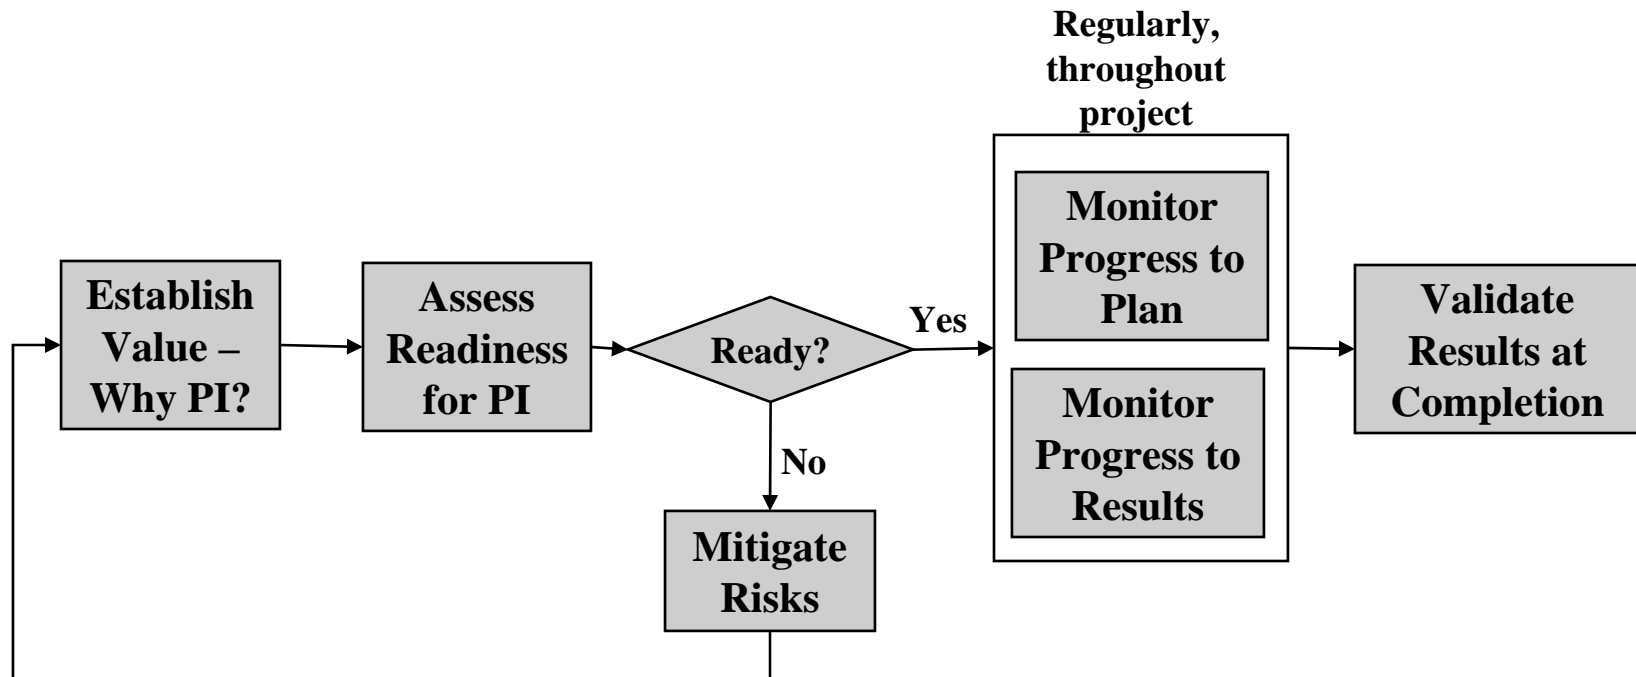 Regularly,
throughout
project
Establish
Value –
Why PI?
Assess
Readiness
for PI
Ready?
Yes
No
Mitigate
Risks
Monitor
Progress to
Plan
Monitor
Progress to
Results
Validate
Results at
Completion